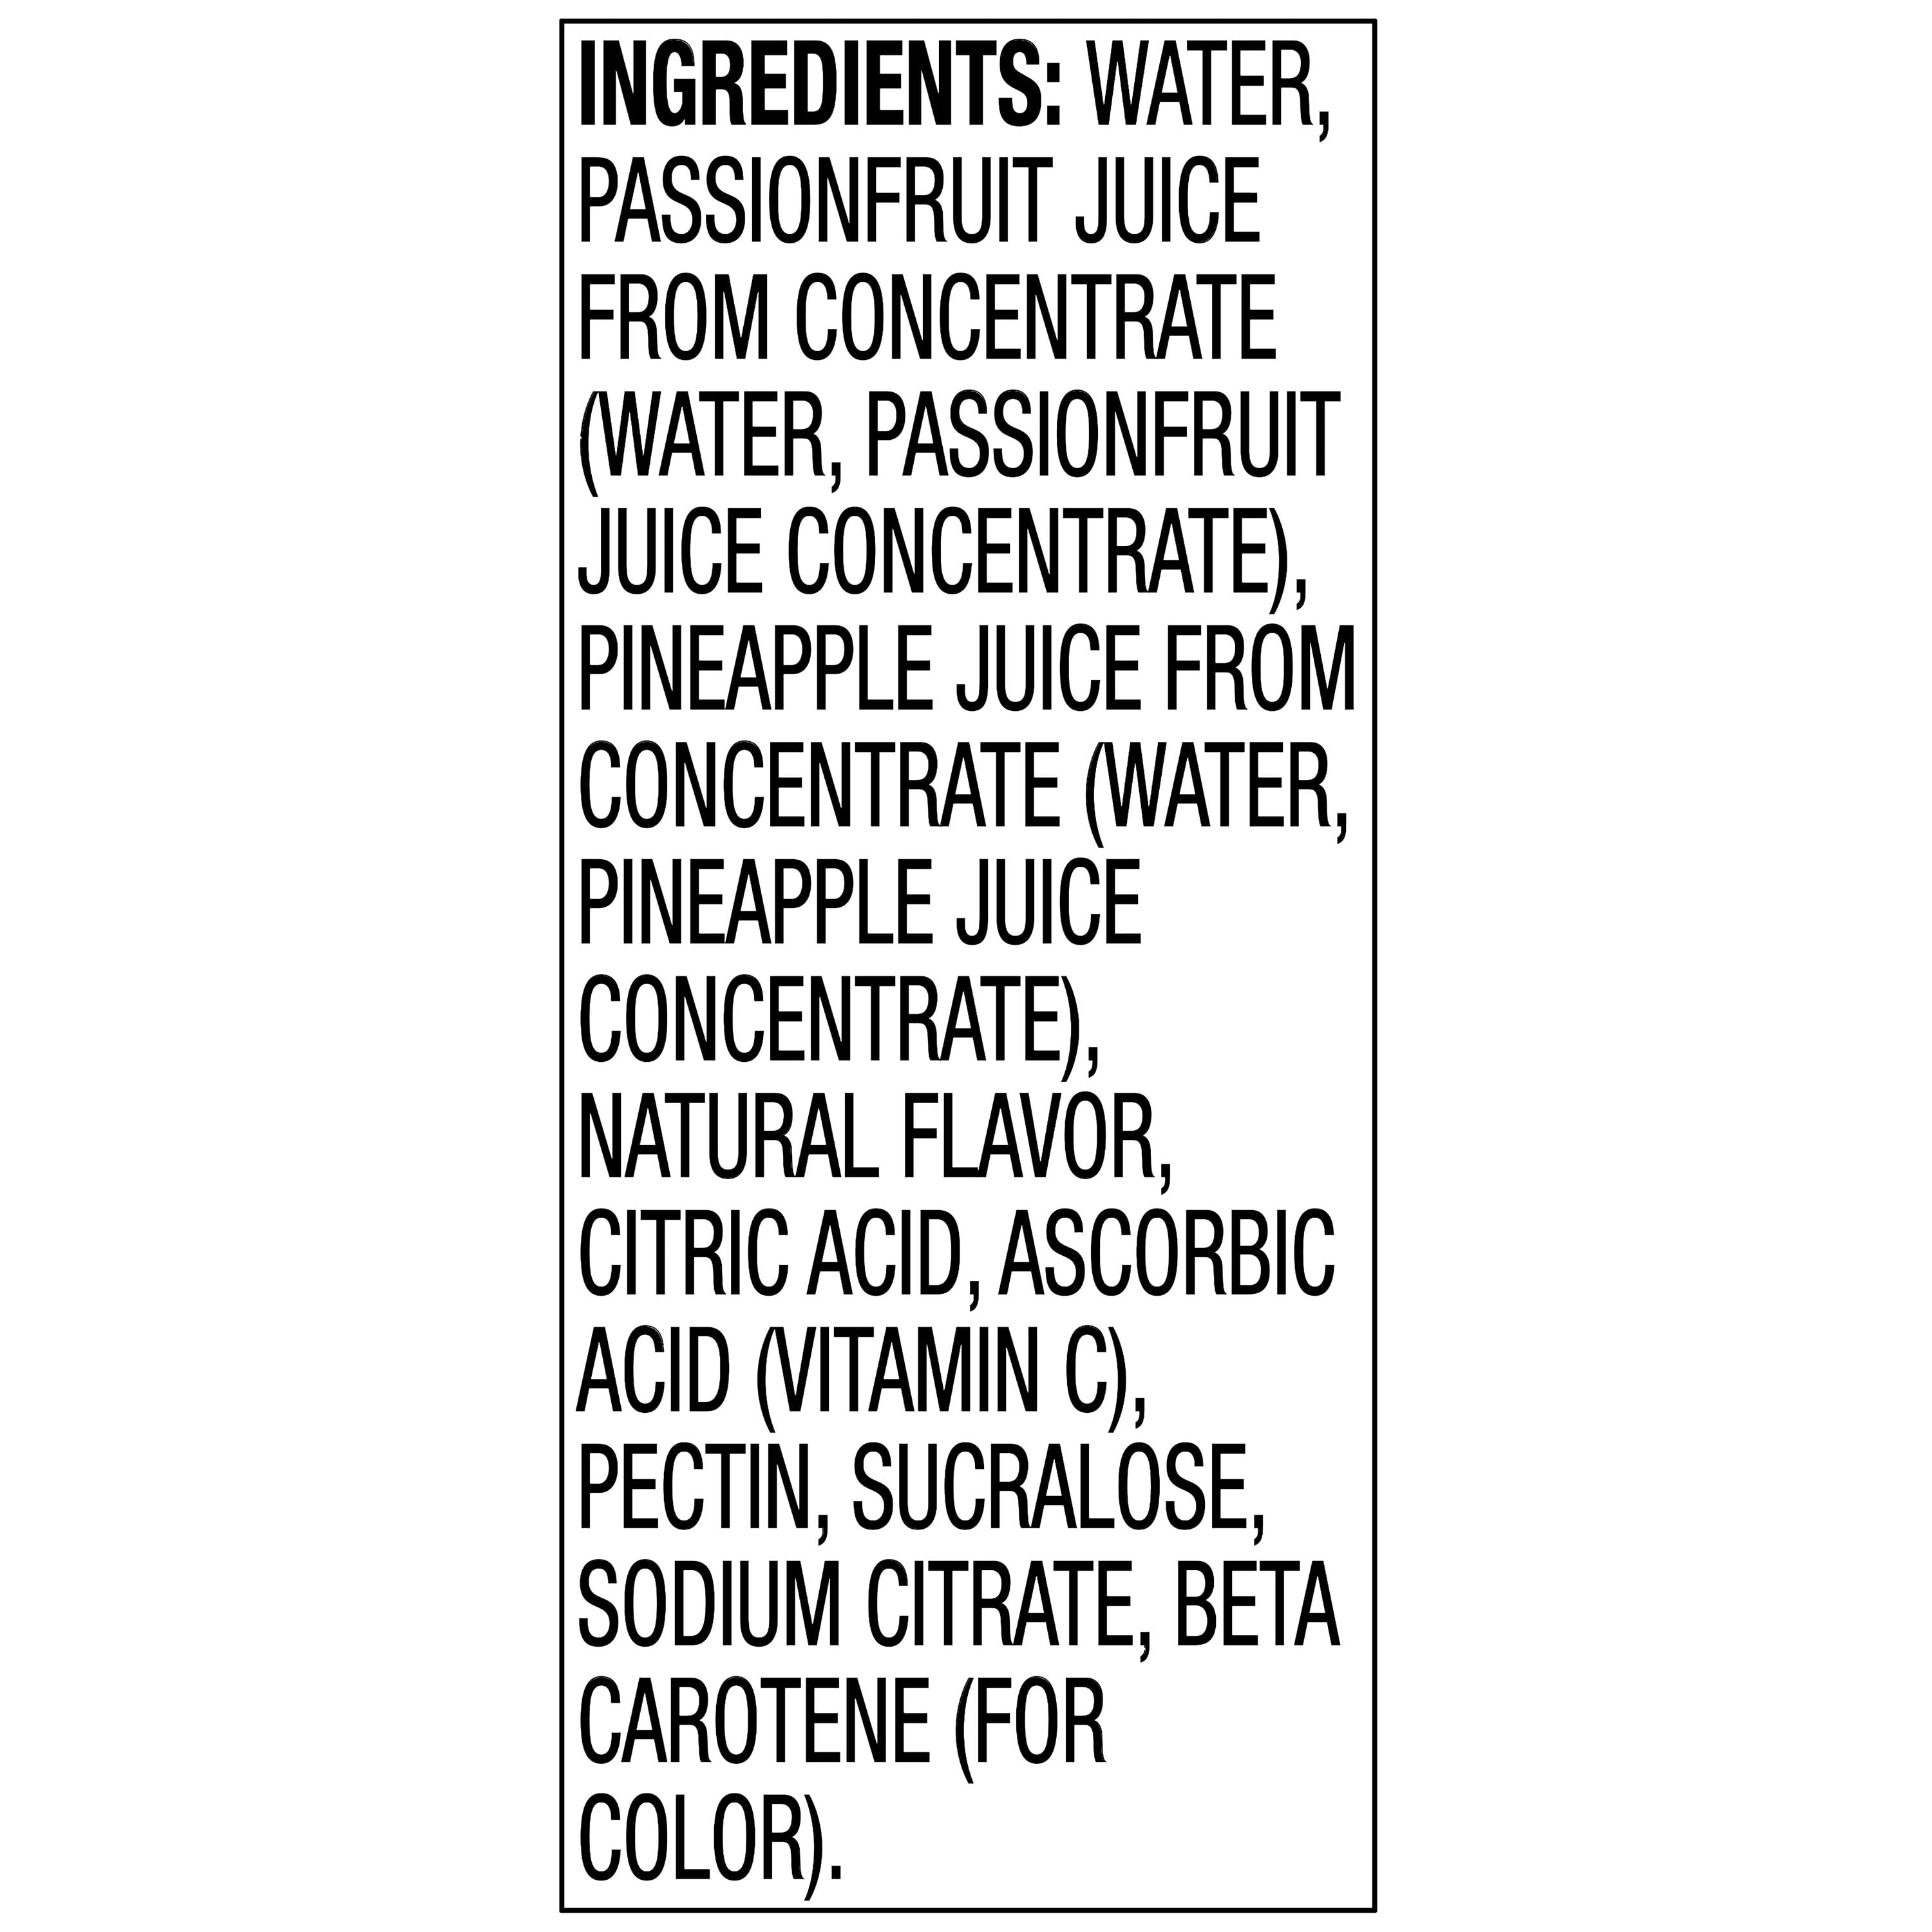 INGREDIENTS: WATER,
PASSIONFRUIT JUICE
FROM CONCENTRATE
(WATER, PASSIONFRUIT
JUICE CONCENTRATE),
PINEAPPLE JUICE FROM
CONCENTRATE (WATER,
PINEAPPLE JUICE
CONCENTRATE),
NATURAL FLAVOR,
CITRIC ACID, ASCORBIC
ACID (VITAMIN C),
PECTIN, SUCRALOSE,
SODIUM CITRATE, BETA
CAROTENE (FOR
COLOR).